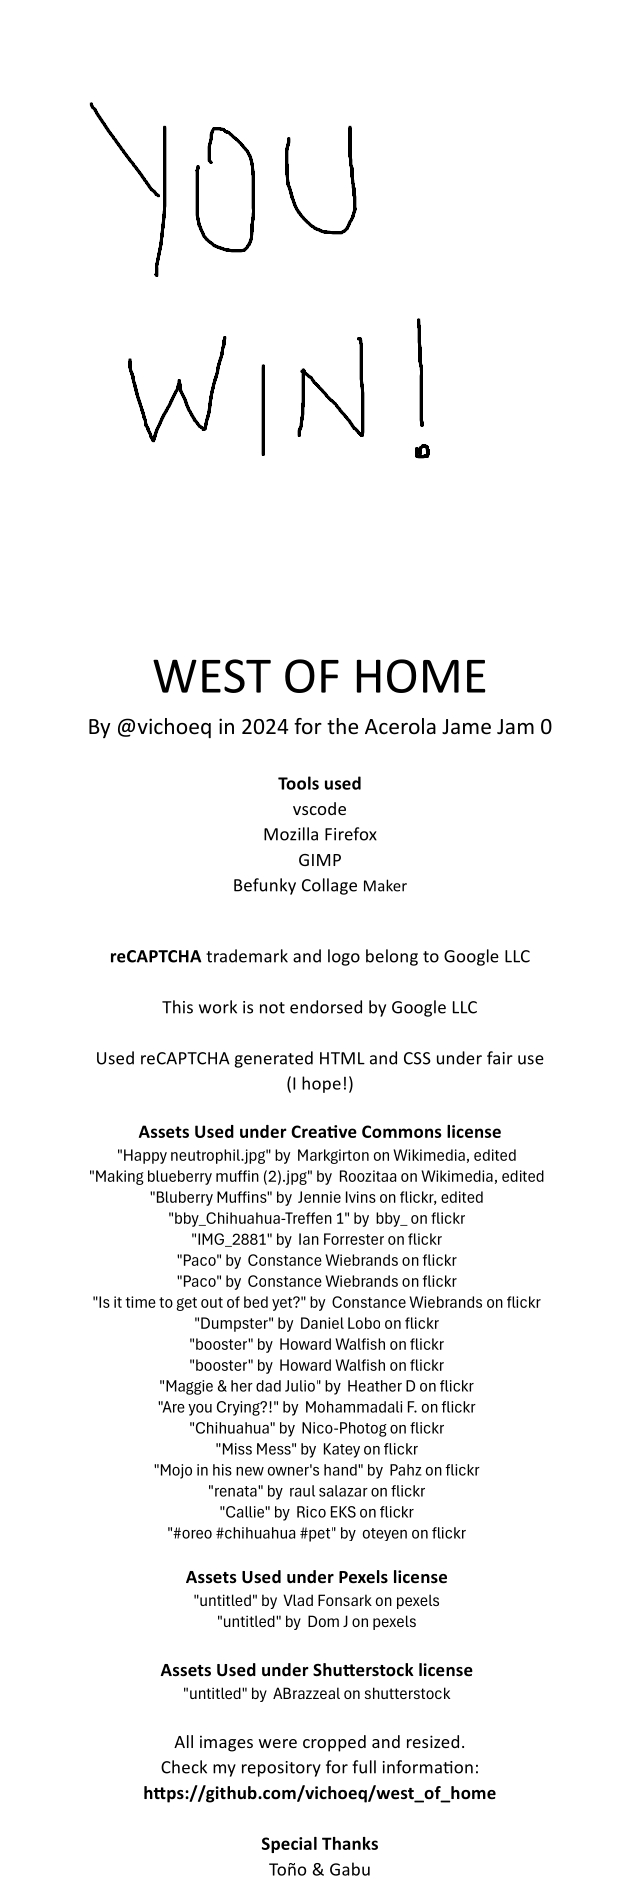 YOU
WIN!
WEST OF HOME
By @vichoeq in 2024 for the Acerola Jame Jam 0
Tools used
vscode
Mozilla Firefox
GIMP
Befunky Collage Maker
reCAPTCHA trademark and logo belong to Google LLC
This work is not endorsed by Google LLC
Used reCAPTCHA generated HTML and CSS under fair use
(I hope!)
Assets Used under Creative Commons license
"Happy neutrophil.jpg" by Markgirton on Wikimedia, edited
"Making blueberry muffin (2).jpg" by Roozitaa on Wikimedia, edited
"Bluberry Muffins" by Jennie Ivins on flickr, edited
"bby_Chihuahua-Treffen 1" by bby_ on flickr
"IMG_2881" by Ian Forrester on flickr
"Paco" by Constance Wiebrands on flickr
"Paco" by Constance Wiebrands on flickr
"Is it time to get out of bed yet?" by Constance Wiebrands on flickr
"Dumpster" by Daniel Lobo on flickr
"booster" by Howard Walfish on flickr
"booster" by Howard Walfish on flickr
"Maggie & her dad Julio" by Heather D on flickr
"Are you Crying?!" by Mohammadali F. on flickr
"Chihuahua" by Nico-Photog on flickr
"Miss Mess" by Katey on flickr
"Mojo in his new owner's hand" by Pahz on flickr
"renata" by raul salazar on flickr
"Callie" by Rico EKS on flickr
"#oreo #chihuahua #pet" by oteyen on flickr
Assets Used under Pexels license
"untitled" by Vlad Fonsark on pexels
"untitled" by Dom J on pexels
Assets Used under Shutterstock license
"untitled" by ABrazzeal on shutterstock
All images were cropped and resized.
Check my repository for full information:
https://github.com/vichoeq/west_of_home
Special Thanks
Toño & Gabu